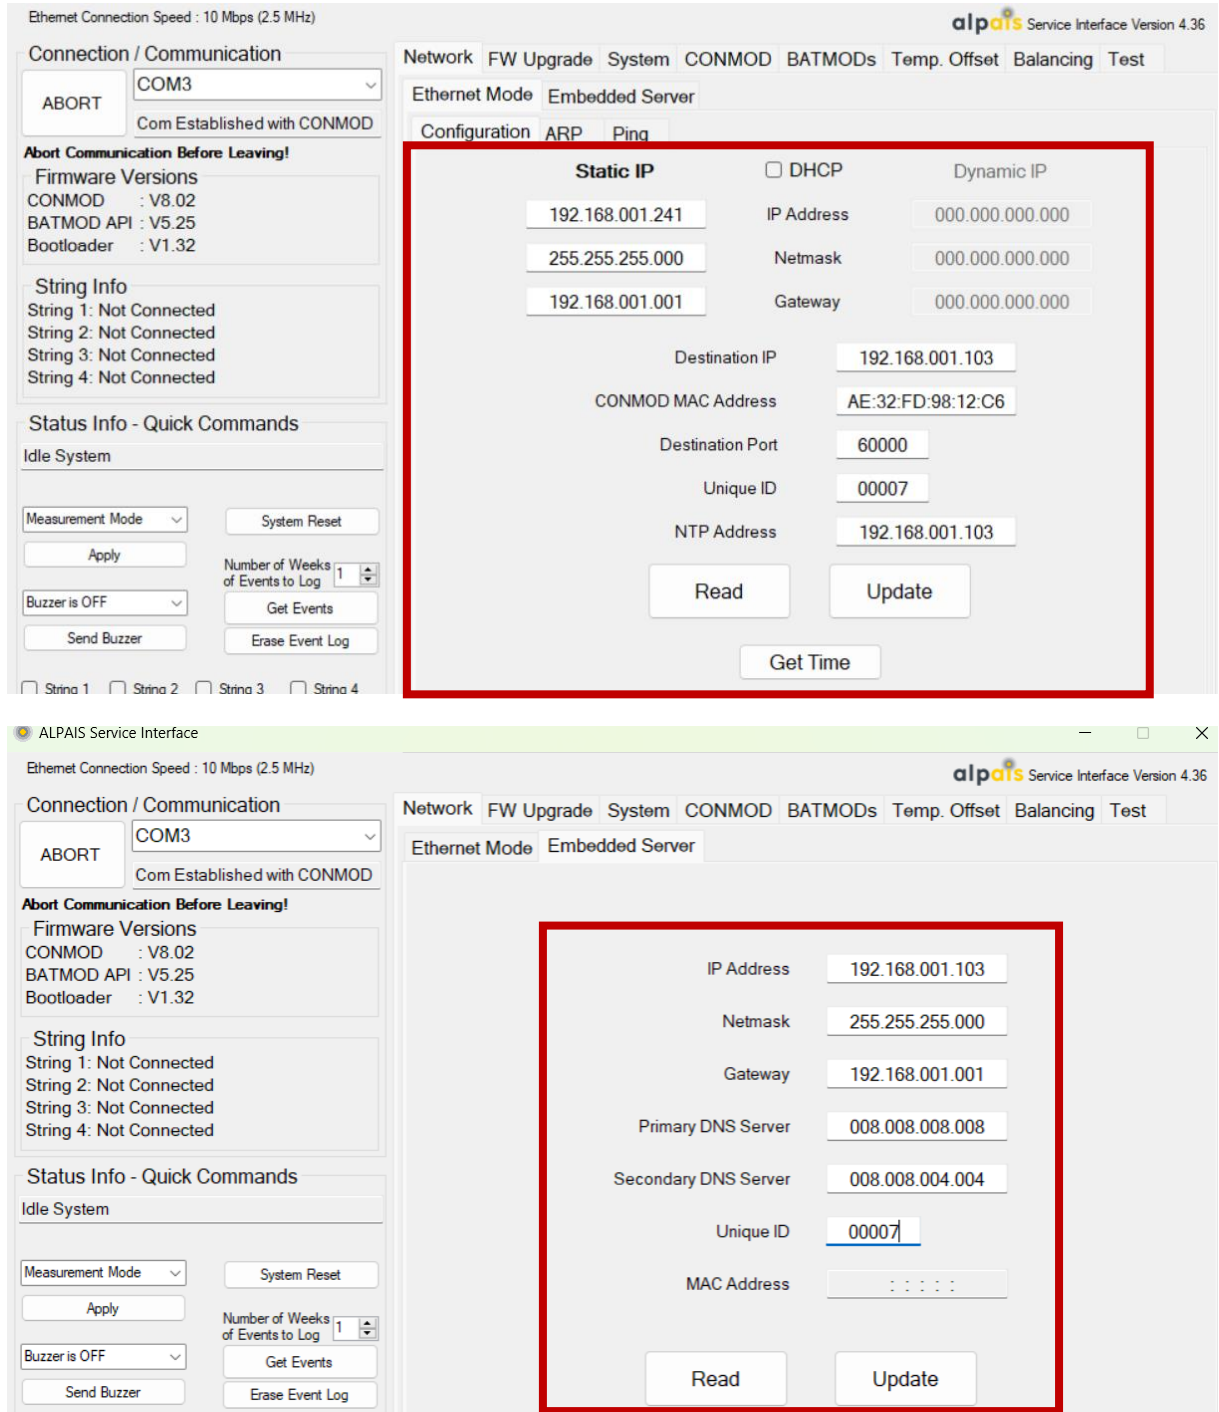 Ethernet Connection Speed : 10 Mbps (2.5 MHz)
alpais Service Interface Version 4.36
Connection / Communication
ABORT
COM3
Com Established with CONMOD
Abort Communication Before Leaving!
Firmware Versions
CONMOD : V8.02
BATMOD API : V5.25
Bootloader : V1.32
String Info
String 1: Not Connected
String 2: Not Connected
String 3: Not Connected
String 4: Not Connected
Status Info - Quick Commands
Idle System
Measurement Mode
System Reset
Apply
Number of Weeks of Events to Log 1
Buzzer is OFF
Get Events
Send Buzzer
Erase Event Log
String 1 String 2 String 3 String 4
Network FW Upgrade System CONMOD BATMODs Temp. Offset Balancing Test
Ethernet Mode Embedded Server
Configuration ARP Ping
Static IP DHCP Dynamic IP
192.168.001.241 IP Address 000.000.000.000
255.255.255.000 Netmask 000.000.000.000
192.168.001.001 Gateway 000.000.000.000
Destination IP 192.168.001.103
CONMOD MAC Address AE:32:FD:98:12:C6
Destination Port 60000
Unique ID 00007
NTP Address 192.168.001.103
Read Update
Get Time
ALPAIS Service Interface
Ethernet Connection Speed : 10 Mbps (2.5 MHz)
alpais Service Interface Version 4.36
Connection / Communication
ABORT
COM3
Com Established with CONMOD
Abort Communication Before Leaving!
Firmware Versions
CONMOD : V8.02
BATMOD API : V5.25
Bootloader : V1.32
String Info
String 1: Not Connected
String 2: Not Connected
String 3: Not Connected
String 4: Not Connected
Status Info - Quick Commands
Idle System
Measurement Mode
System Reset
Apply
Number of Weeks of Events to Log 1
Buzzer is OFF
Get Events
Send Buzzer
Erase Event Log
Network FW Upgrade System CONMOD BATMODs Temp. Offset Balancing Test
Ethernet Mode Embedded Server
IP Address 192.168.001.103
Netmask 255.255.255.000
Gateway 192.168.001.001
Primary DNS Server 008.008.008.008
Secondary DNS Server 008.008.004.004
Unique ID 00007
MAC Address : : : : :
Read Update